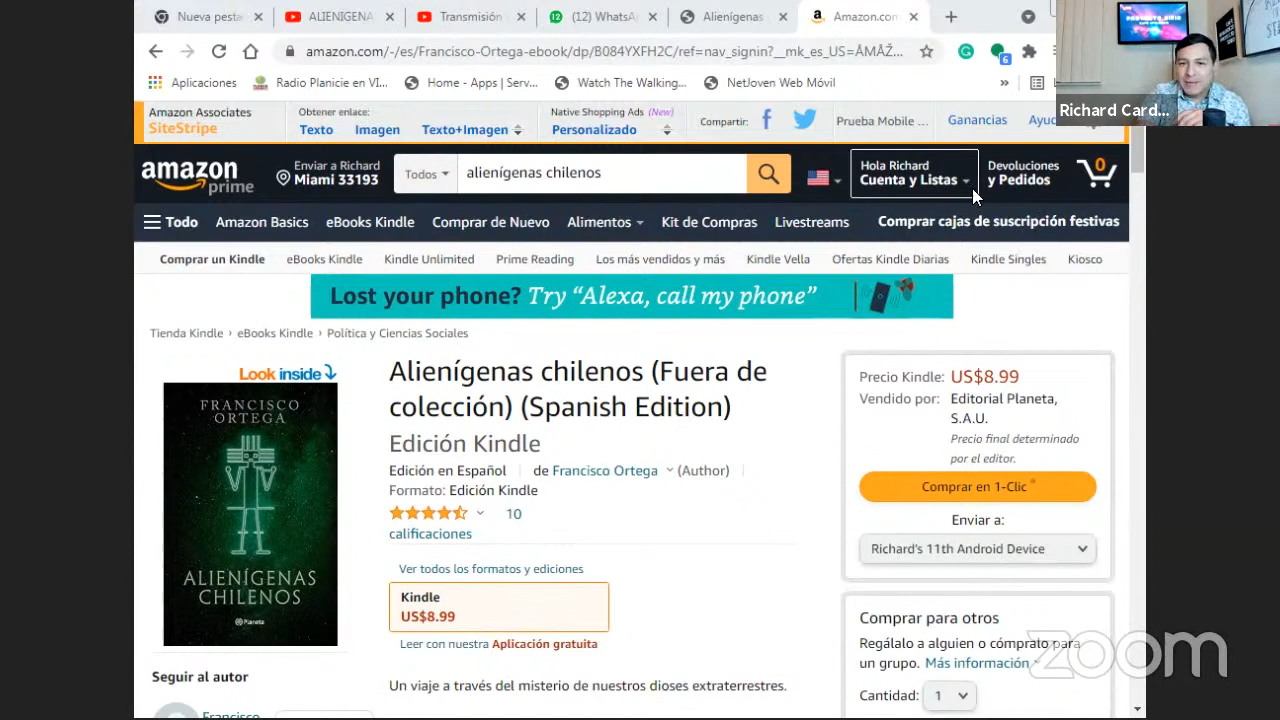 Nueva pesta
ALIENÍGENA
Transmisión
(12) WhatsA
Alienígenas
Amazon.com
amazon.com/-/es/Francisco-Ortega-ebook/dp/B084YXFH2C/ref=nav_signin?__mk_es_US=ÅMÅŽ...
6
Aplicaciones
Radio Planicie en VI...
Home - Apps | Serv...
Watch The Walking...
NetJoven Web Móvil
»
Richard Card...
Amazon Associates
SiteStripe
Obtener enlace:
Texto
Imagen
Texto+Imagen
Native Shopping Ads (New)
Personalizado
Compartir:
Prueba Mobile ...
Ganancias
Ayuc
amazon
prime
Enviar a Richard
Miami 33193
Todos
alienígenas chilenos
Hola Richard
Cuenta y Listas
Devoluciones
y Pedidos
0
Todo
Amazon Basics
eBooks Kindle
Comprar de Nuevo
Alimentos
Kit de Compras
Livestreams
Comprar cajas de suscripción festivas
Comprar un Kindle
eBooks Kindle
Kindle Unlimited
Prime Reading
Los más vendidos y más
Kindle Vella
Ofertas Kindle Diarias
Kindle Singles
Kiosco
Lost your phone? Try “Alexa, call my phone”
Tienda Kindle › eBooks Kindle › Política y Ciencias Sociales
Look inside
FRANCISCO
ORTEGA
ALIENÍGENAS
CHILENOS
Planeta
Seguir al autor
Francisco
Alienígenas chilenos (Fuera de
colección) (Spanish Edition)
Edición Kindle
Edición en Español
de Francisco Ortega (Author)
Formato: Edición Kindle
10
calificaciones
Ver todos los formatos y ediciones
Kindle
US$8.99
Leer con nuestra Aplicación gratuita
Un viaje a través del misterio de nuestros dioses extraterrestres.
Precio Kindle: US$8.99
Vendido por: Editorial Planeta,
S.A.U.
Precio final determinado
por el editor.
Comprar en 1-Clic
Enviar a:
Richard's 11th Android Device
Comprar para otros
Regálalo a alguien o cómpralo para
un grupo. Más información
Cantidad: 1
zoom